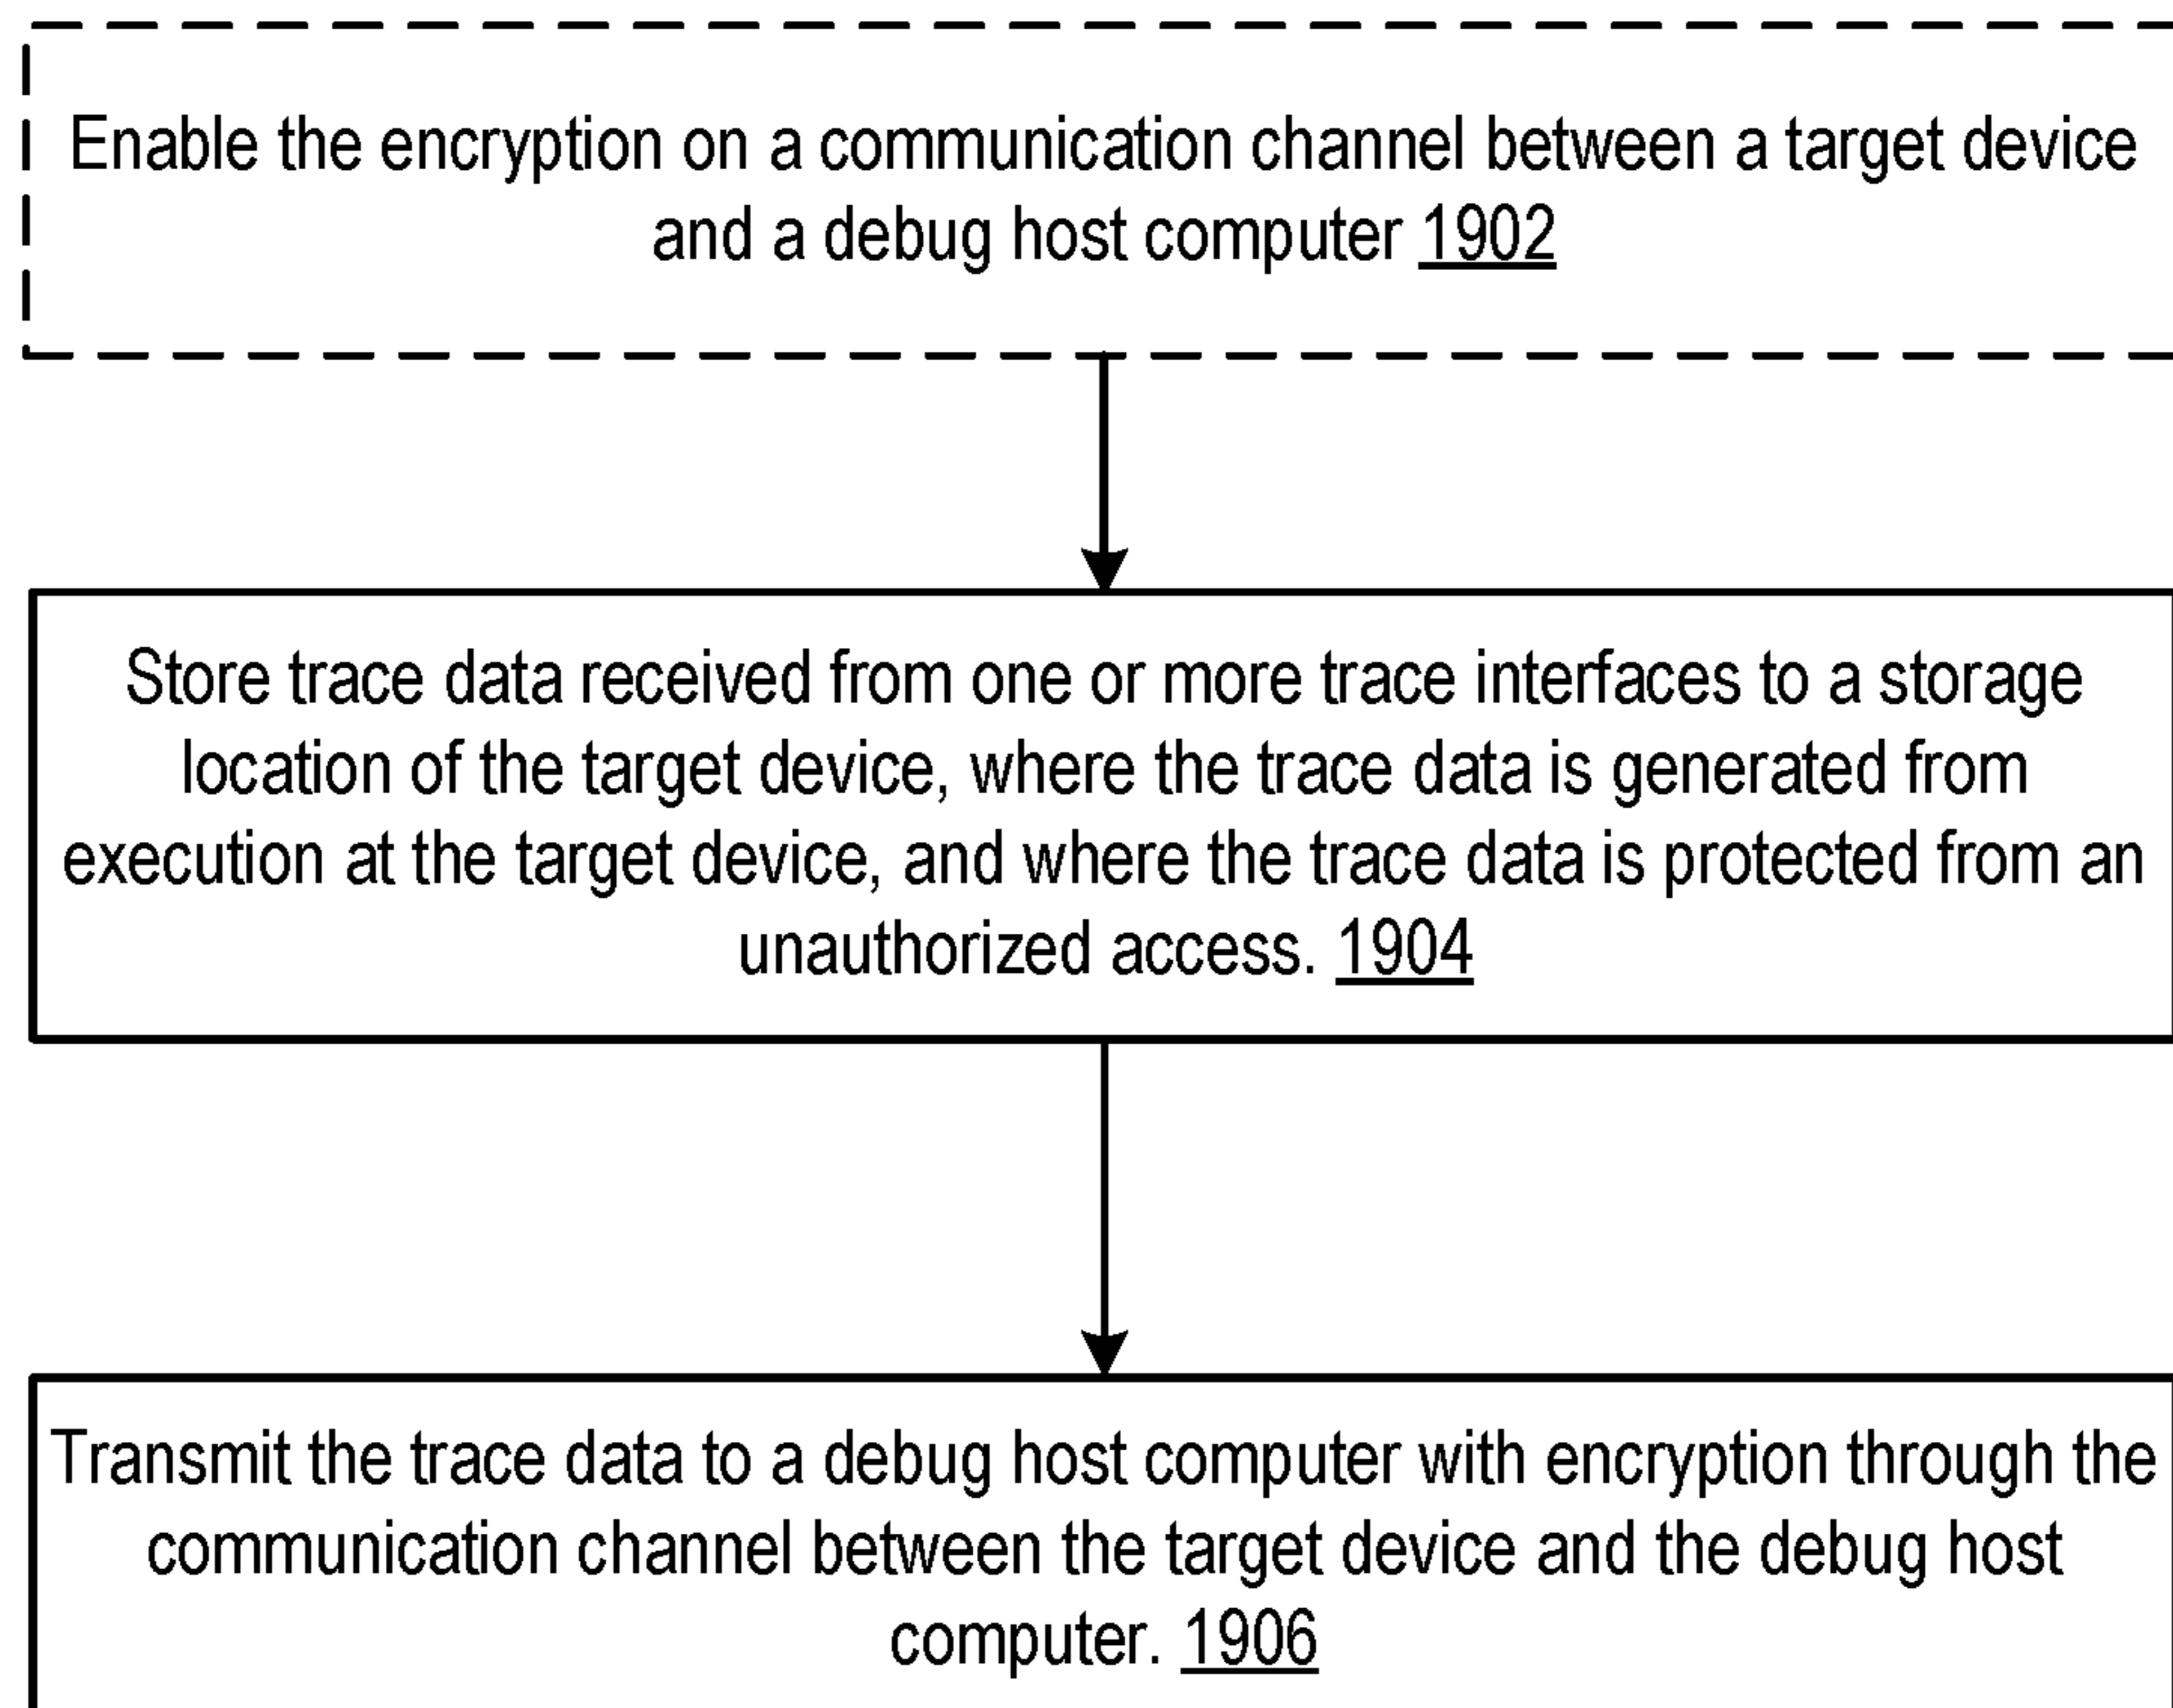 Enable the encryption on a communication channel between a target device
and a debug host computer 1902
Store trace data received from one or more trace interfaces to a storage
location of the target device, where the trace data is generated from
execution at the target device, and where the trace data is protected from an
unauthorized access. 1904
Transmit the trace data to a debug host computer with encryption through the
communication channel between the target device and the debug host
computer. 1906